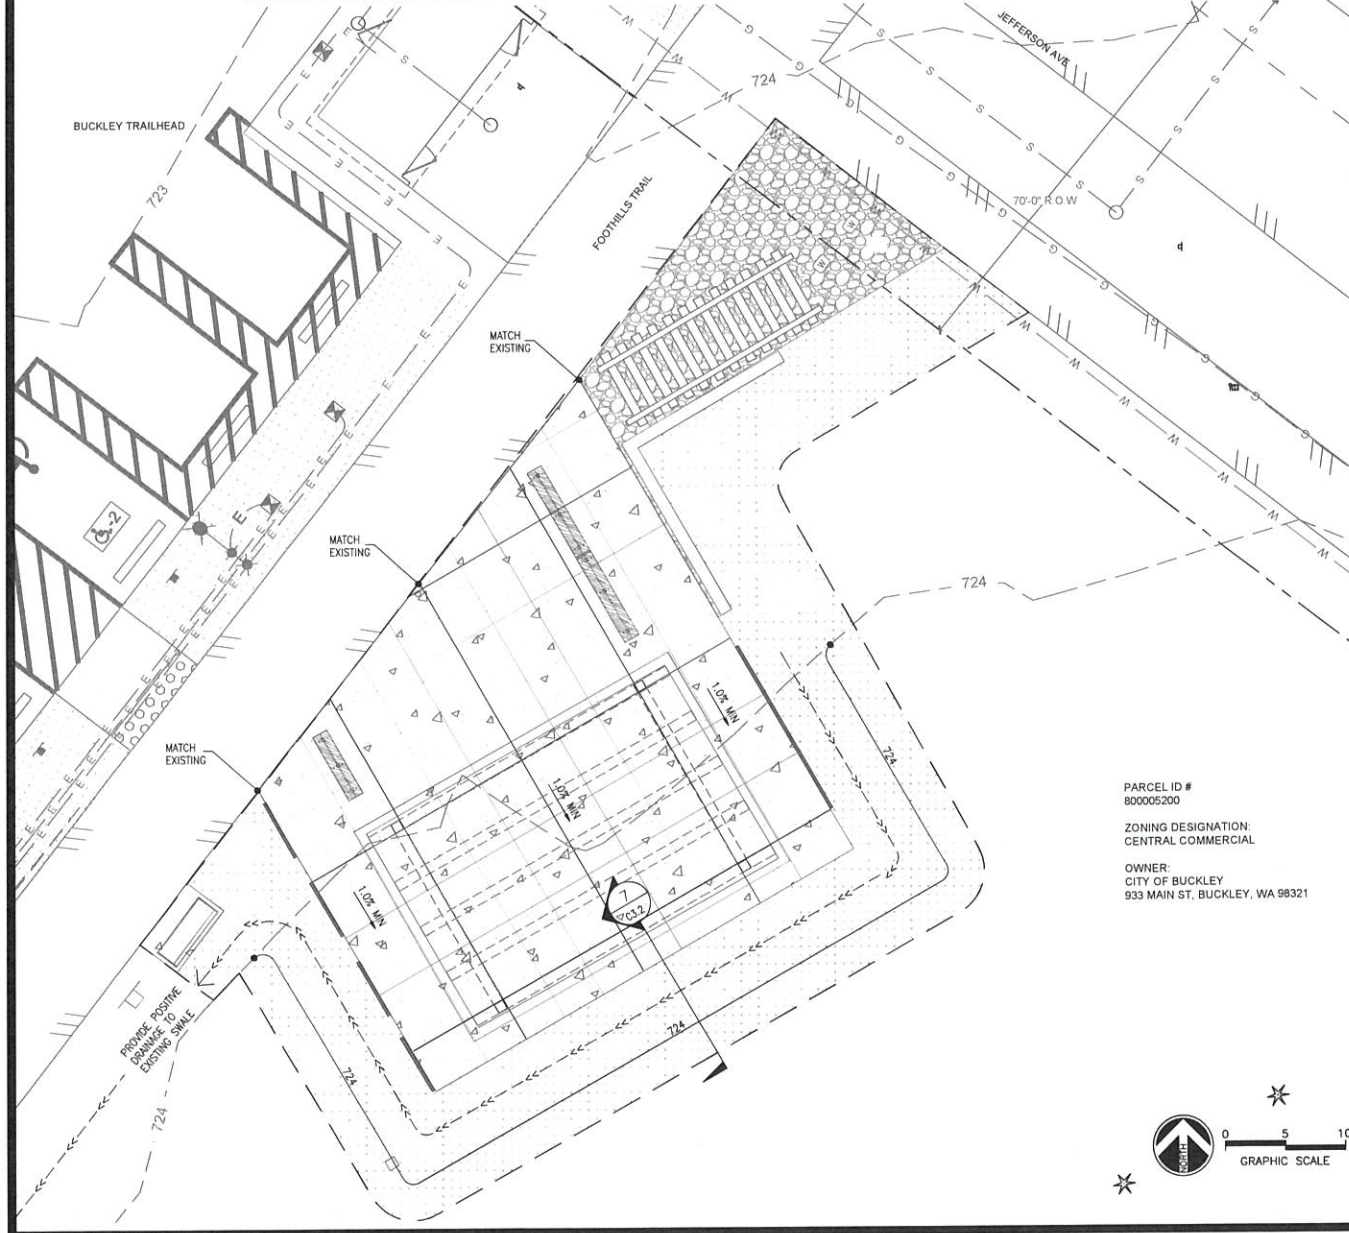 JEFFERSON AVE
724
BUCKLEY TRAILHEAD
723
FOOTHILLS TRAIL
70'-0" R.O.W
MATCH
EXISTING
MATCH
EXISTING
724
-2
E
1.0% MIN
MATCH
EXISTING
724
1.0% MIN
PARCEL ID #
800005200
ZONING DESIGNATION:
CENTRAL COMMERCIAL
OWNER:
CITY OF BUCKLEY
933 MAIN ST, BUCKLEY, WA 98321
1.0% MIN
7
C3.2
PROVIDE POSITIVE
DRAINAGE TO
EXISTING SWALE
724
724
724
NORTH
0 5 10
GRAPHIC SCALE